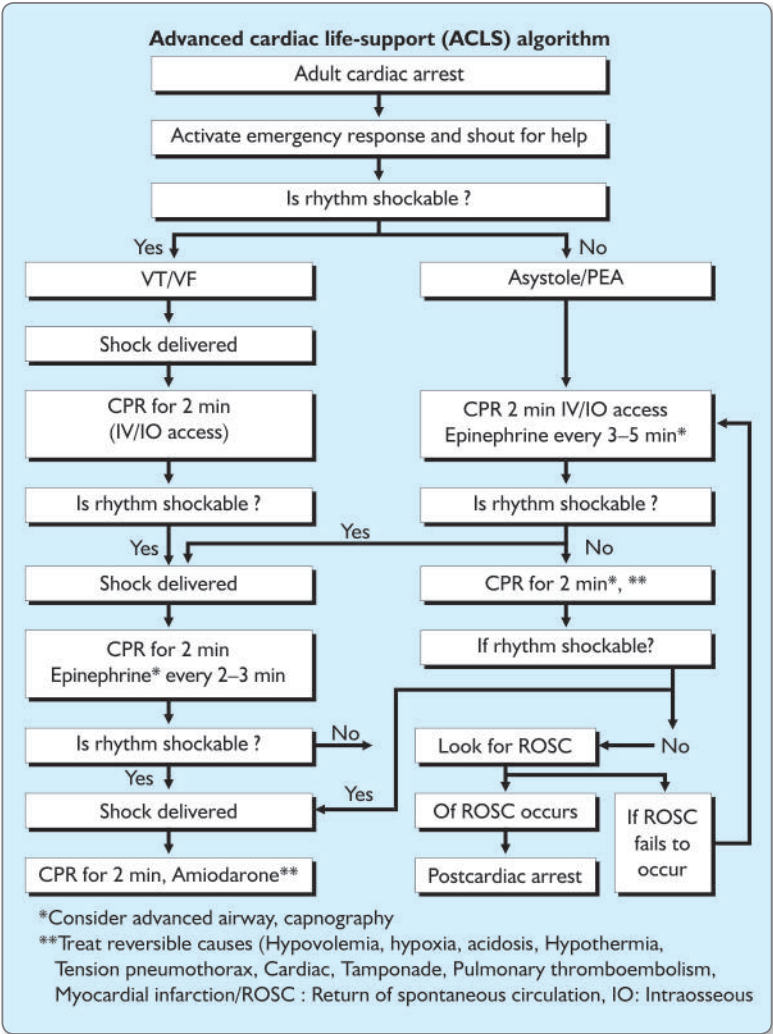 Advanced cardiac life-support (ACLS) algorithm
Adult cardiac arrest
Activate emergency response and shout for help
Is rhythm shockable ?
Yes
No
VT/VF
Asystole/PEA
Shock delivered
CPR for 2 min
(IV/IO access)
CPR 2 min IV/IO access
Epinephrine every 3–5 min*
Is rhythm shockable ?
Is rhythm shockable ?
Yes
Yes
No
Shock delivered
CPR for 2 min*, **
CPR for 2 min
Epinephrine* every 2–3 min
If rhythm shockable?
Is rhythm shockable ?
No
Look for ROSC
No
Yes
Yes
Shock delivered
Of ROSC occurs
If ROSC
fails to
occur
CPR for 2 min, Amiodarone**
Postcardiac arrest
*Consider advanced airway, capnography
**Treat reversible causes (Hypovolemia, hypoxia, acidosis, Hypothermia,
Tension pneumothorax, Cardiac, Tamponade, Pulmonary thromboembolism,
Myocardial infarction/ROSC : Return of spontaneous circulation, IO: Intraosseous